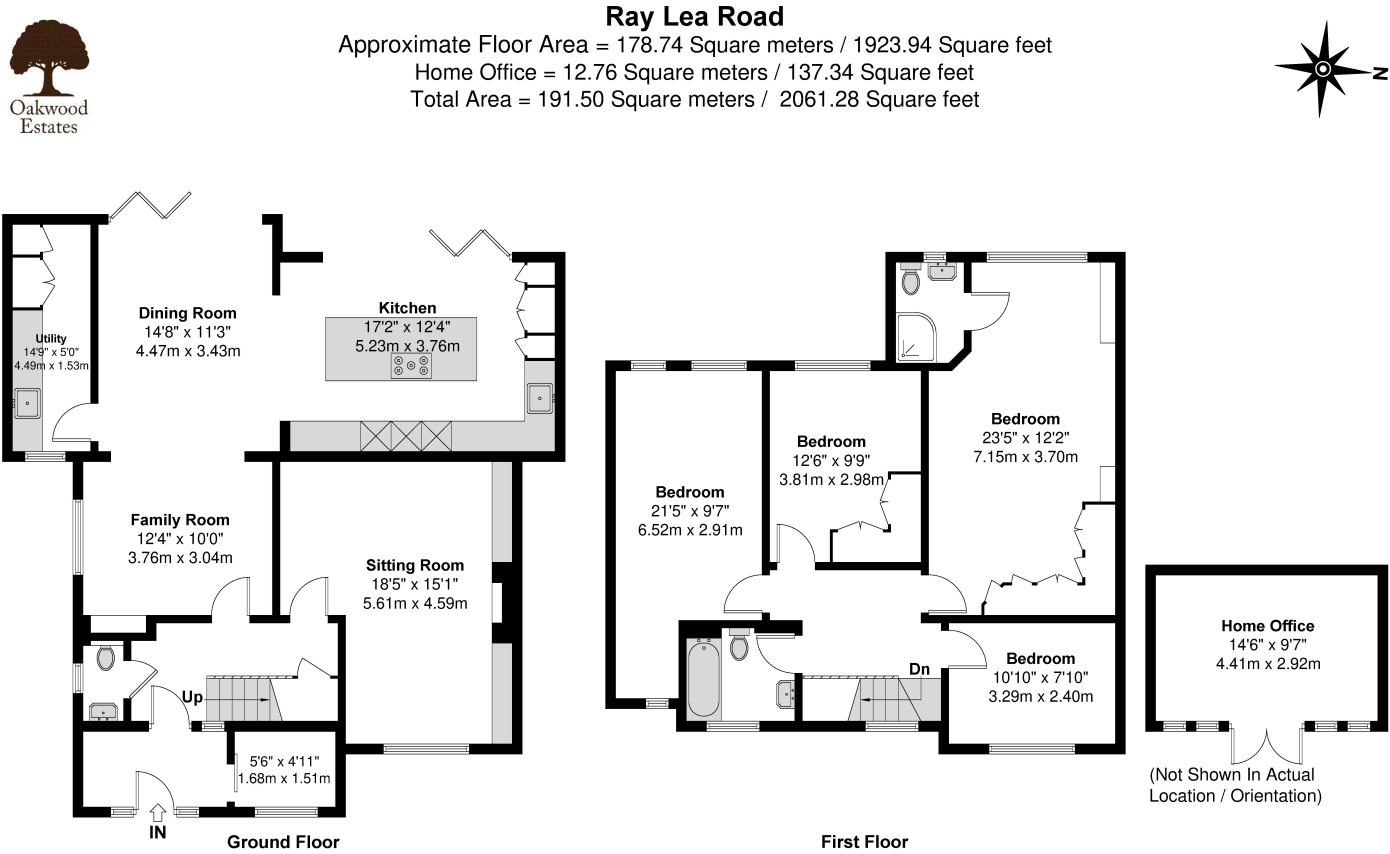 Ray Lea Road
Approximate Floor Area = 178.74 Square meters / 1923.94 Square feet
Home Office = 12.76 Square meters / 137.34 Square feet
Total Area = 191.50 Square meters / 2061.28 Square feet
Oakwood
Estates
N
Utility
14'9" x 5'0"
4.49m x 1.53m
Dining Room
14'8" x 11'3"
4.47m x 3.43m
Kitchen
17'2" x 12'4"
5.23m x 3.76m
Family Room
12'4" x 10'0"
3.76m x 3.04m
Sitting Room
18'5" x 15'1"
5.61m x 4.59m
Up
5'6" x 4'11"
1.68m x 1.51m
IN
Ground Floor
Bedroom
21'5" x 9'7"
6.52m x 2.91m
Bedroom
12'6" x 9'9"
3.81m x 2.98m
Bedroom
23'5" x 12'2"
7.15m x 3.70m
Dn
Bedroom
10'10" x 7'10"
3.29m x 2.40m
First Floor
Home Office
14'6" x 9'7"
4.41m x 2.92m
(Not Shown In Actual
Location / Orientation)